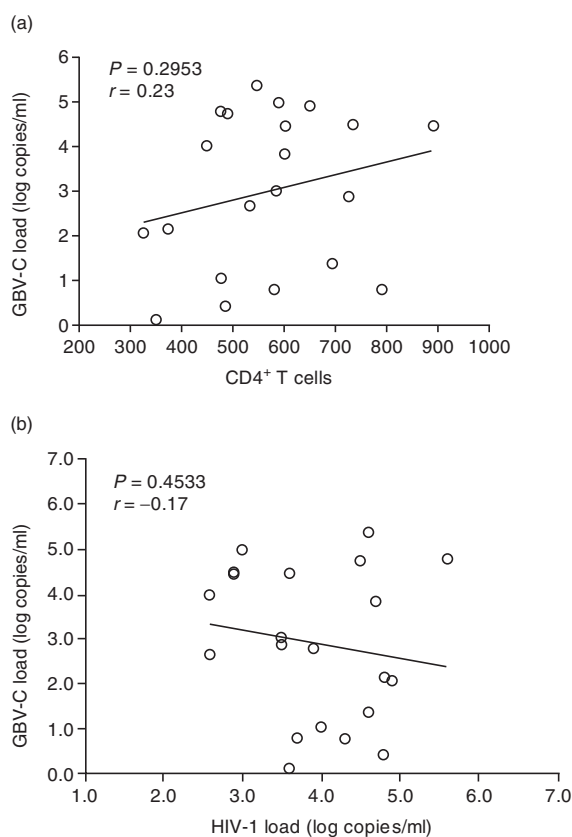 (a)
P = 0.2953
r = 0.23
6
5
4
3
2
1
0
GBV-C load (log copies/ml)
200 300 400 500 600 700 800 900 1000
CD4⁺ T cells
(b)
P = 0.4533
r = −0.17
7.0
6.0
5.0
4.0
3.0
2.0
1.0
0.0
GBV-C load (log copies/ml)
1.0 2.0 3.0 4.0 5.0 6.0 7.0
HIV-1 load (log copies/ml)